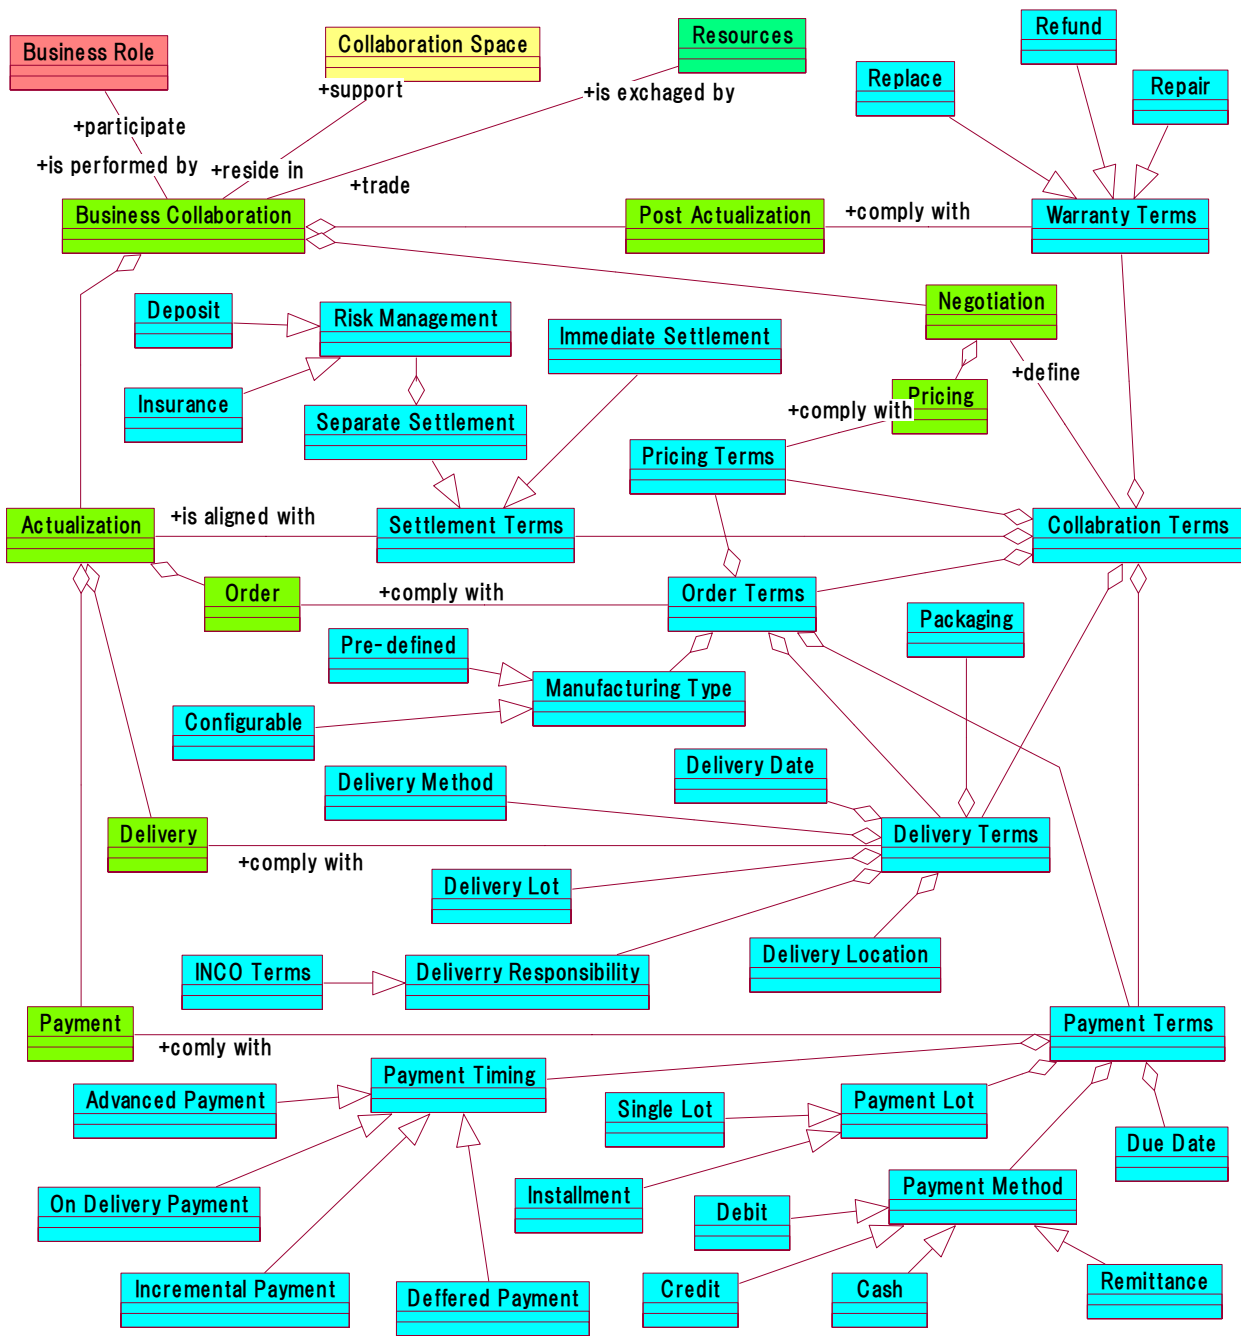 Business Role
Collaboration Space
Resources
Refund
Replace
Repair
+support
+is exchaged by
+participate
+is performed by
+reside in
+trade
Business Collaboration
Post Actualization
+comply with
Warranty Terms
Deposit
Risk Management
Immediate Settlement
Negotiation
+define
Insurance
Separate Settlement
+comply with
Pricing
Pricing Terms
Actualization
+is aligned with
Settlement Terms
Collabration Terms
Order
+comply with
Order Terms
Packaging
Pre-defined
Manufacturing Type
Configurable
Delivery Method
Delivery Date
Delivery
+comply with
Delivery Terms
Delivery Lot
Delivery Location
INCO Terms
Deliverry Responsibility
Payment
+comly with
Payment Terms
Payment Timing
Advanced Payment
Single Lot
Payment Lot
Due Date
On Delivery Payment
Installment
Payment Method
Debit
Incremental Payment
Deffered Payment
Credit
Cash
Remittance